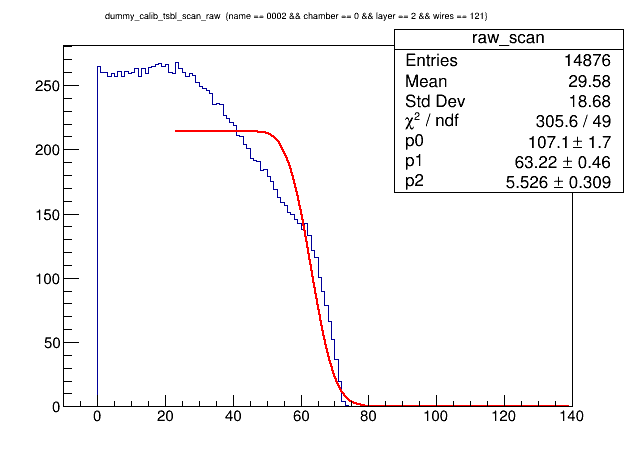 dummy_calib_tsbl_scan_raw (name == 0002 && chamber == 0 && layer == 2 && wires == 121)
raw_scan
Entries 14876
Mean 29.58
Std Dev 18.68
χ² / ndf 305.6 / 49
p0 107.1 ± 1.7
p1 63.22 ± 0.46
p2 5.526 ± 0.309
250
200
150
100
50
0
0 20 40 60 80 100 120 140